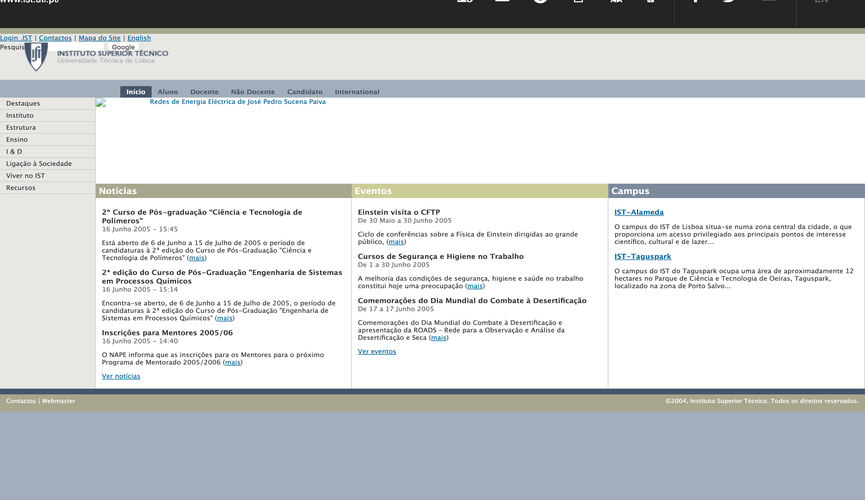 www.ist.utl.pt/
EN
Login .IST | Contactos | Mapa do Site | English
Google
INSTITUTO SUPERIOR TÉCNICO
Universidade Técnica de Lisboa
Início Aluno Docente Não Docente Candidato International
Destaques
Instituto
Estrutura
Ensino
I & D
Ligação à Sociedade
Viver no IST
Recursos
Redes de Energia Eléctrica de José Pedro Sucena Paiva
Notícias
2º Curso de Pós-graduação "Ciência e Tecnologia de
Polímeros"
16 Junho 2005 - 15:45
Está aberto de 6 de Junho a 15 de Julho de 2005 o período de
candidaturas à 2ª edição do Curso de Pós-Graduação "Ciência e
Tecnologia de Polímeros" (mais)
2ª edição do Curso de Pós-Graduação "Engenharia de Sistemas
em Processos Químicos
16 Junho 2005 - 15:14
Encontra-se aberto, de 6 de Junho a 15 de Julho de 2005, o período de
candidaturas à 2ª edição do Curso de Pós-Graduação "Engenharia de
Sistemas em Processos Químicos" (mais)
Inscrições para Mentores 2005/06
16 Junho 2005 - 14:40
O NAPE informa que as inscrições para os Mentores para o próximo
Programa de Mentorado 2005/2006 (mais)
Ver notícias
Eventos
Einstein visita o CFTP
De 30 Maio a 30 Junho 2005
Ciclo de conferências sobre a Física de Einstein dirigidas ao grande
público, (mais)
Cursos de Segurança e Higiene no Trabalho
De 1 a 30 Junho 2005
A melhoria das condições de segurança, higiene e saúde no trabalho
constitui hoje uma preocupação (mais)
Comemorações do Dia Mundial do Combate à Desertificação
De 17 a 17 Junho 2005
Comemorações do Dia Mundial do Combate à Desertificação e
apresentação da ROADS - Rede para a Observação e Análise da
Desertificação e Seca (mais)
Ver eventos
Campus
IST-Alameda
O campus do IST de Lisboa situa-se numa zona central da cidade, o que
proporciona um acesso privilegiado aos principais pontos de interesse
científico, cultural e de lazer...
IST-Taguspark
O campus do IST do Taguspark ocupa uma área de aproximadamente 12
hectares no Parque de Ciência e Tecnologia de Oeiras, Taguspark,
localizado na zona de Porto Salvo...
Contactos | Webmaster
©2004, Instituto Superior Técnico. Todos os direitos reservados.